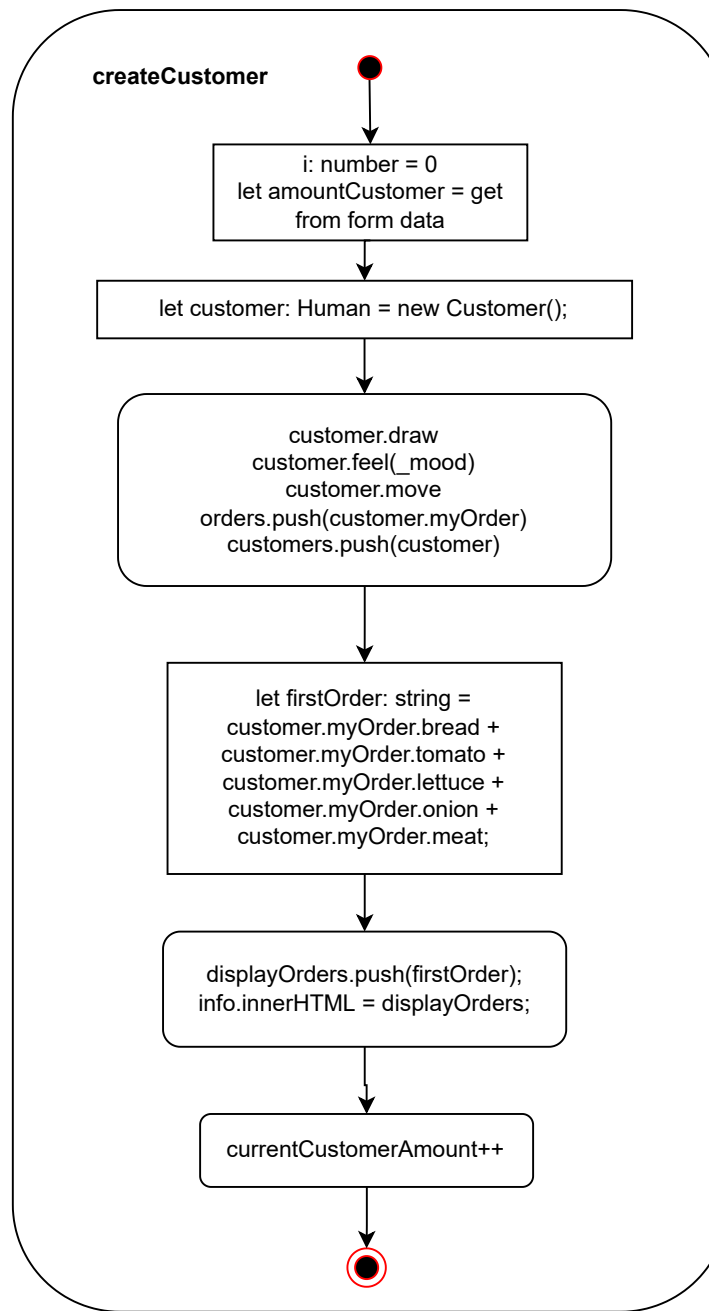 createCustomer
i: number = 0
let amountCustomer = get
from form data
let customer: Human = new Customer();
customer.draw
customer.feel(_mood)
customer.move
orders.push(customer.myOrder)
customers.push(customer)
let firstOrder: string =
customer.myOrder.bread +
customer.myOrder.tomato +
customer.myOrder.lettuce +
customer.myOrder.onion +
customer.myOrder.meat;
displayOrders.push(firstOrder);
info.innerHTML = displayOrders;
currentCustomerAmount++